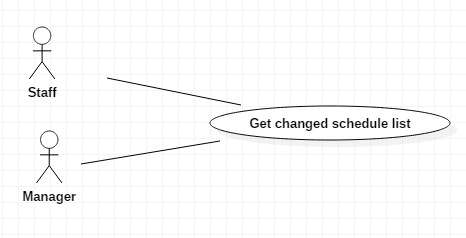 Staff
Get changed schedule list
Manager